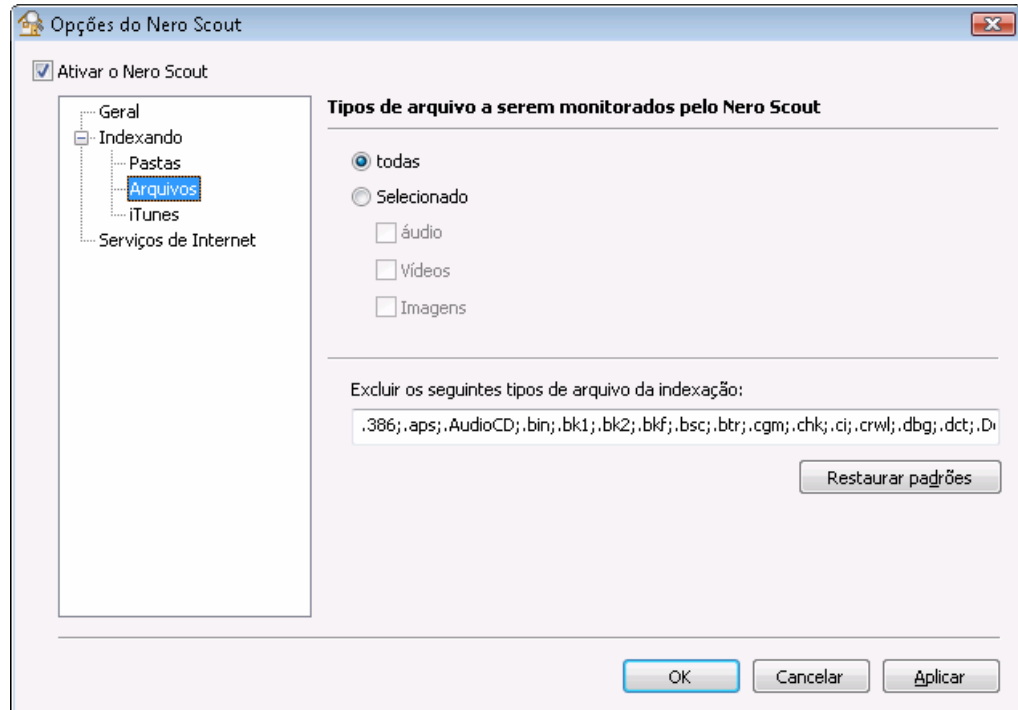 Opções do Nero Scout
Ativar o Nero Scout
Geral
Indexando
Pastas
Arquivos
iTunes
Serviços de Internet
Tipos de arquivo a serem monitorados pelo Nero Scout
todas
Selecionado
áudio
Vídeos
Imagens
Excluir os seguintes tipos de arquivo da indexação:
.386;.aps;.AudioCD;.bin;.bk1;.bk2;.bkf;.bsc;.btr;.cgm;.chk;.ci;.crwl;.dbg;.dct;
Restaurar padrões
OK
Cancelar
Aplicar